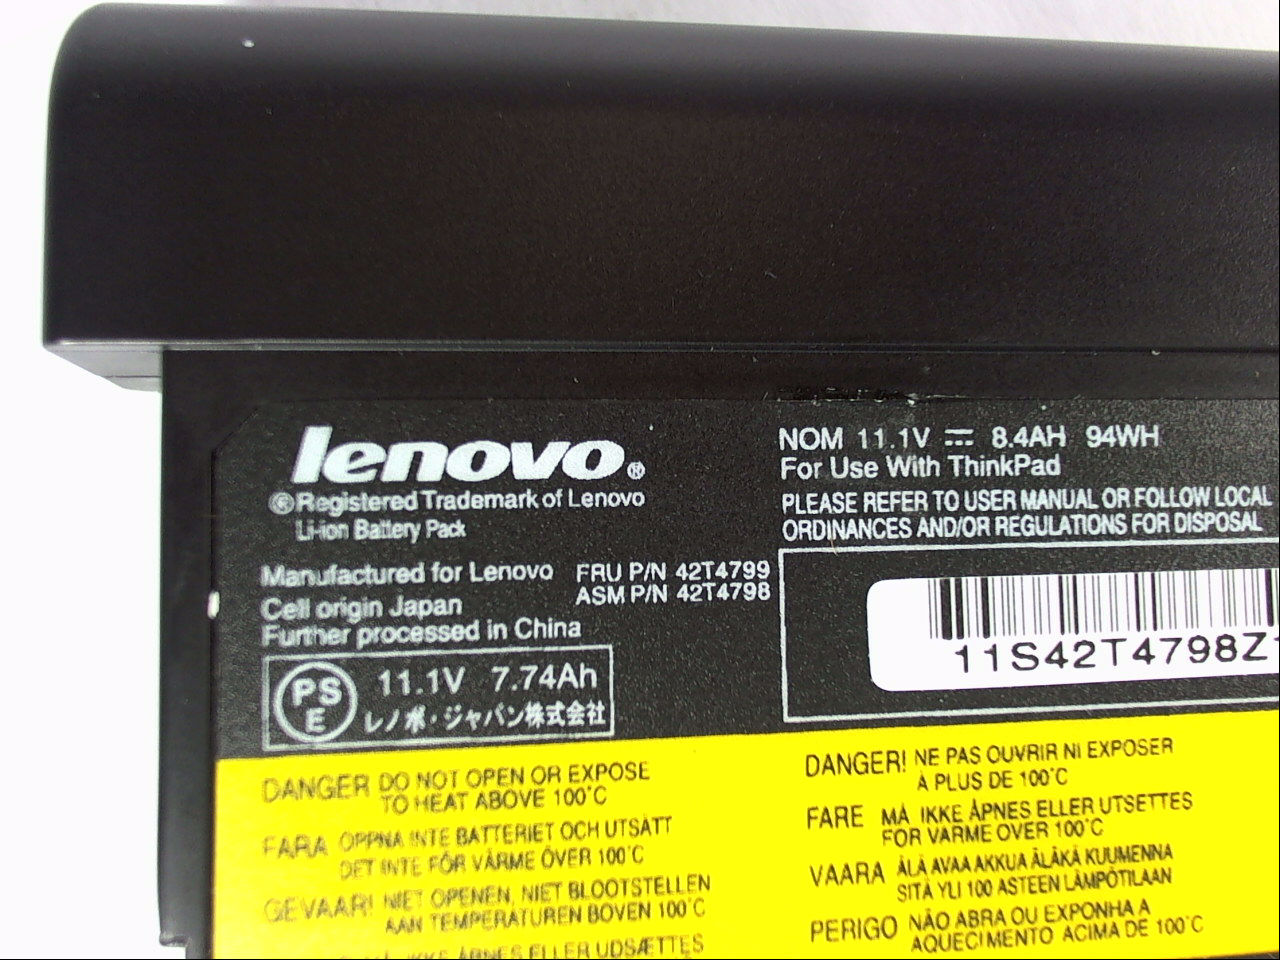 lenovo®
®Registered Trademark of Lenovo
Li-ion Battery Pack
Manufactured for Lenovo FRU P/N 42T4799
ASM P/N 42T4798
Cell origin Japan
Further processed in China
PS
E
11.1V 7.74Ah
レノボ・ジャパン株式会社
NOM 11.1V ⎓ 8.4AH 94WH
For Use With ThinkPad
PLEASE REFER TO USER MANUAL OR FOLLOW LOCAL
ORDINANCES AND/OR REGULATIONS FOR DISPOSAL
11S42T4798Z
DANGER DO NOT OPEN OR EXPOSE
TO HEAT ABOVE 100°C
FARA ÖPPNA INTE BATTERIET OCH UTSÄTT
DET INTE FÖR VÄRME ÖVER 100°C
GEVAAR! NIET OPENEN, NIET BLOOTSTELLEN
AAN TEMPERATUREN BOVEN 100°C
IKKE ÅBNES ELLER UDSÆTTES
DANGER! NE PAS OUVRIR NI EXPOSER
À PLUS DE 100°C
FARE MÅ IKKE ÅPNES ELLER UTSETTES
FOR VARME OVER 100°C
VAARA ÄLÄ AVAA AKKUA ÄLÄKÄ KUUMENNA
SITÄ YLI 100 ASTEEN LÄMPÖTILAAN
PERIGO NÃO ABRA OU EXPONHA A
AQUECIMENTO ACIMA DE 100°C